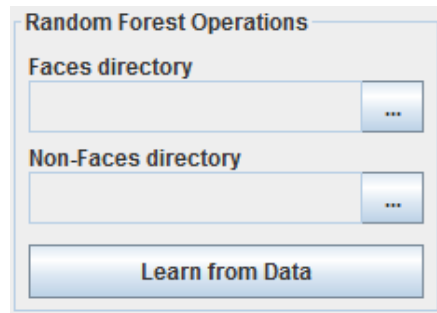 Random Forest Operations
Faces directory
...
Non-Faces directory
...
Learn from Data